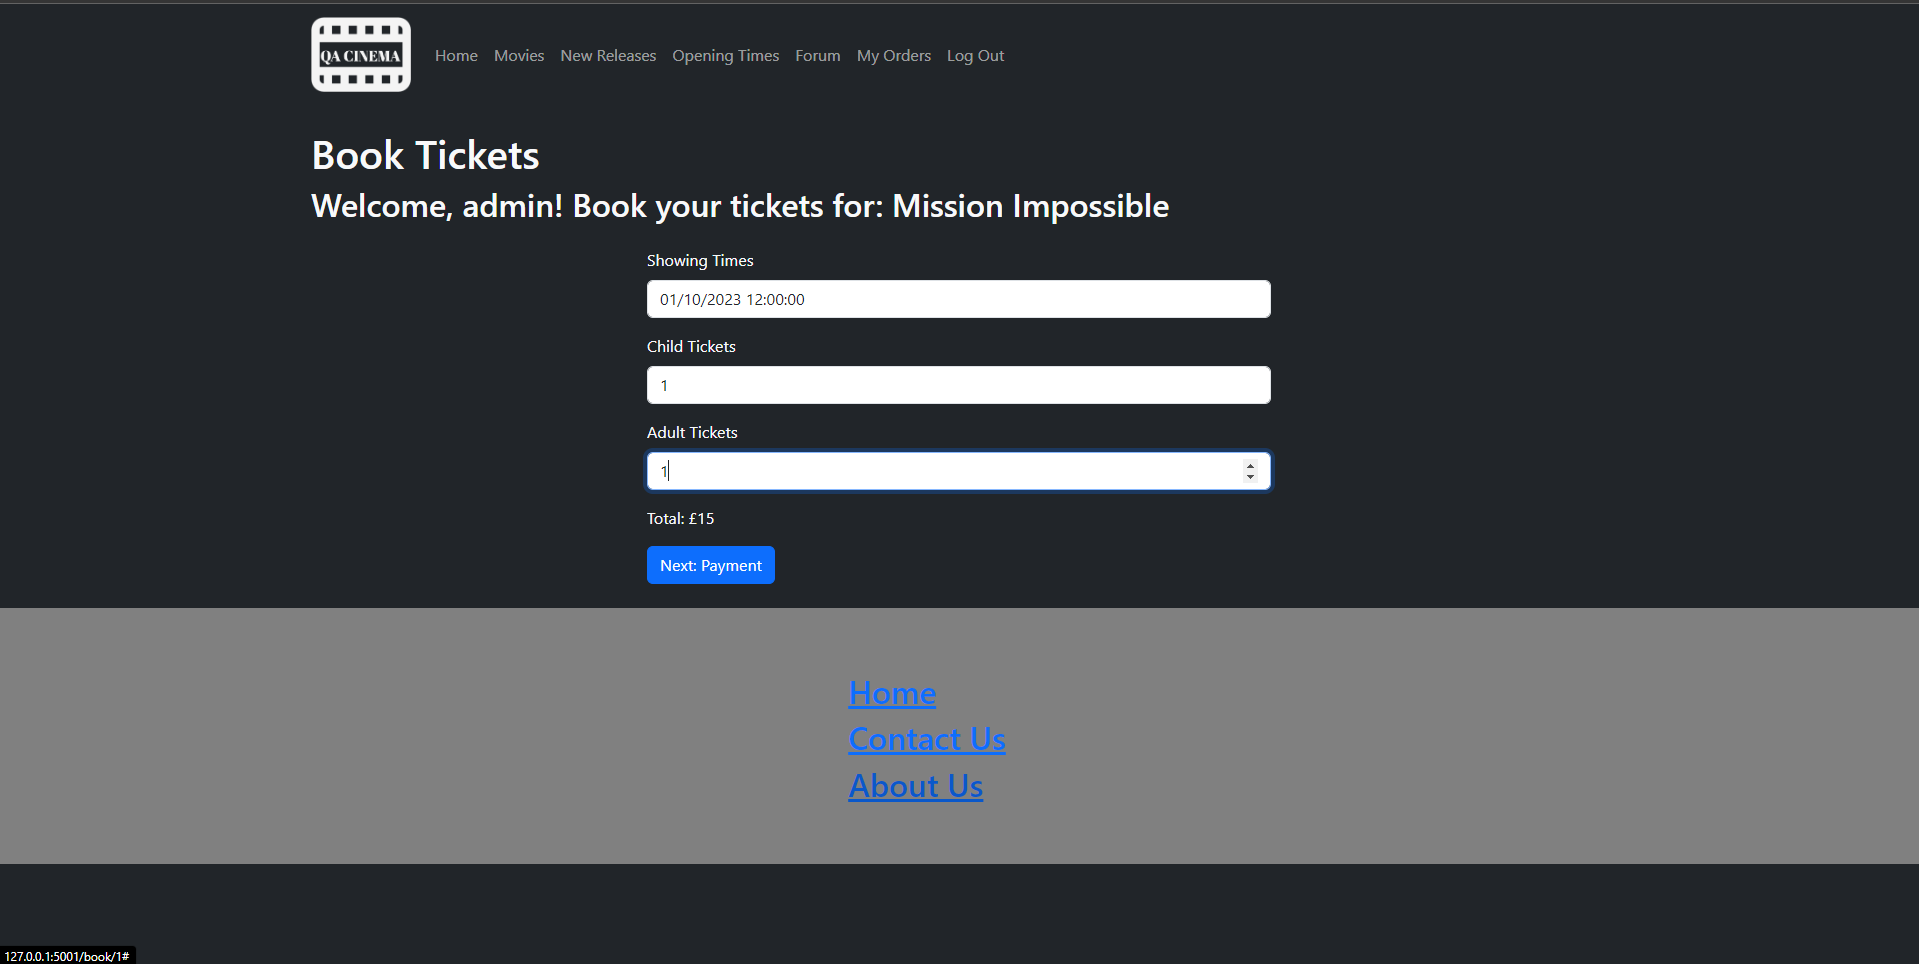 QA CINEMA
Home Movies New Releases Opening Times Forum My Orders Log Out
Book Tickets
Welcome, admin! Book your tickets for: Mission Impossible
Showing Times
01/10/2023 12:00:00
Child Tickets
1
Adult Tickets
1
Total: £15
Next: Payment
Home
Contact Us
About Us
127.0.0.1:5001/book/1#